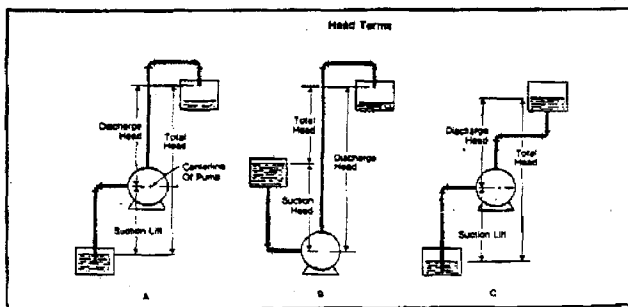 Head Terms
Discharge
Head
Total
Head
Centerline
Of Pump
Suction Lift
A
Total
Head
Discharge
Head
Suction
Head
B
Discharge
Head
Total
Head
Suction Lift
C